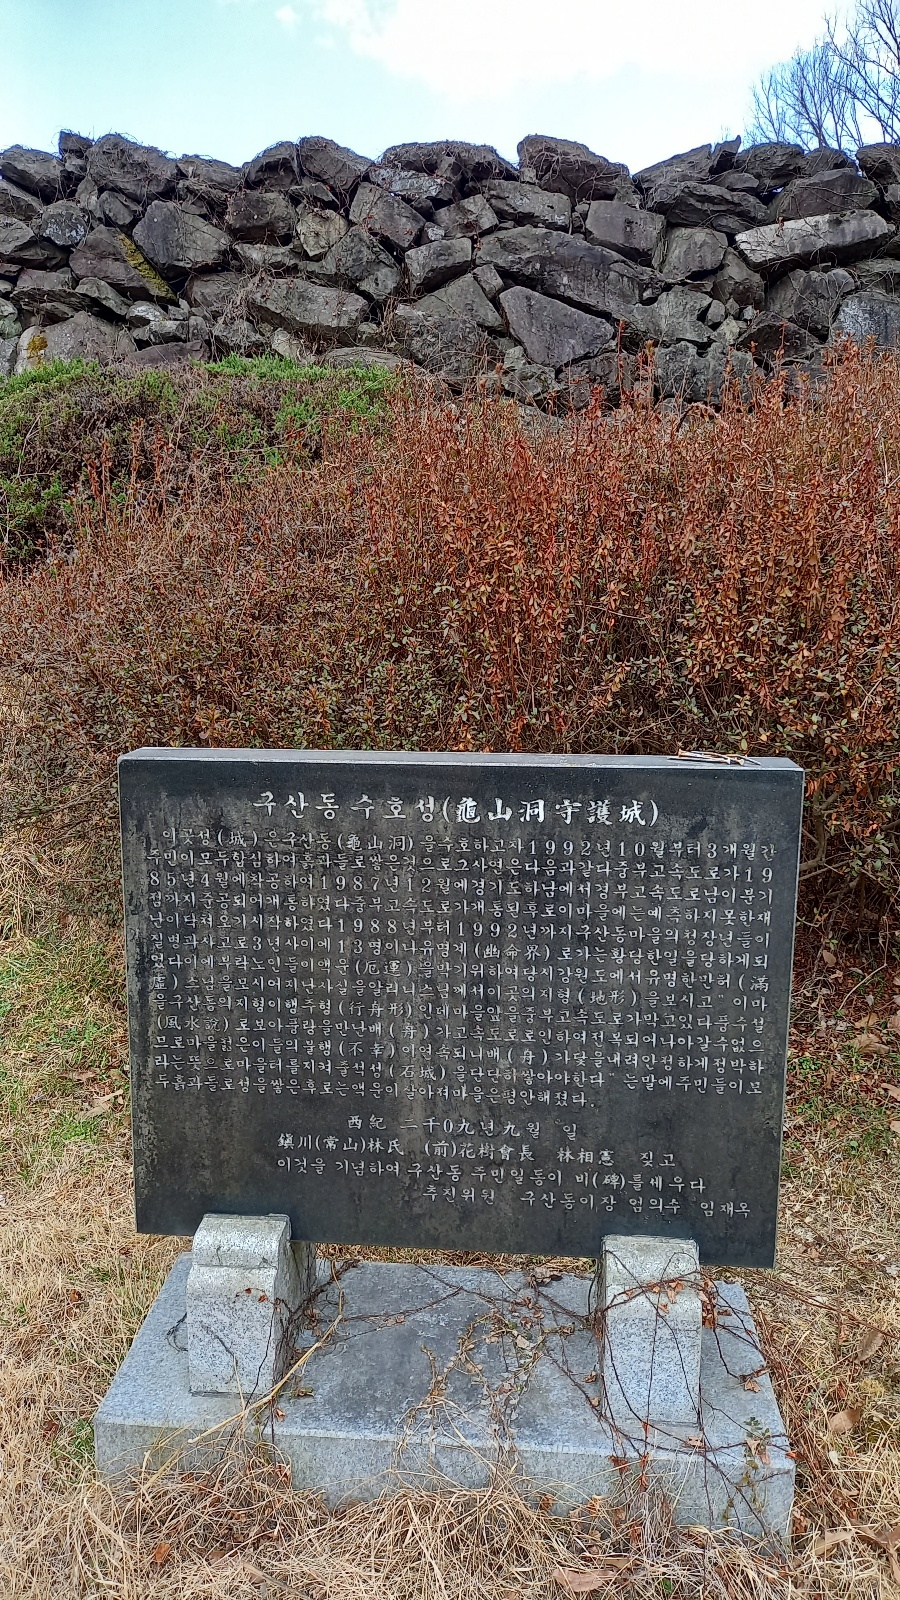 구산동 수호성(龜山洞 守護城)
이곳성(城)은구산동(龜山洞)을수호하고자1992년10월부터3개월간
주민이모두합심하여흙과돌로쌓은것으로그사연은다음과같다중부고속도로가19
85년4월에착공하여1987년12월에경기도하남에서경부고속도로남이분기
점까지준공되어개통하였다중부고속도로가개통된후로이마을에는예측하지못한재
난이닥쳐오기시작하였다1988년부터1992년까지구산동마을의청장년들이
질병과사고로3년사이에13명이나유명계(幽命界)로가는황당한일을당하게되
었다이에부락노인들이액운(厄運)을막기위하여당시강원도에서유명한만허(滿
虛)스님을모시어지난사실을알리니스님께서이곳의지형(地形)을보시고"이마
을구산동의지형이행주형(行舟形)인데마을앞을중부고속도로가막고있다풍수설
(風水說)로보아큰랑을만난배(舟)가고속도로로인하여전복되어나아갈수없으
므로마을젊은이들의불행(不幸)이연속되니배(舟)가닻을내려안정하게정박하
라는뜻으로마을터를지켜줄석성(石城)을단단하쌓아야한다"는말에주민들이모
두흙과돌로성을쌓은후로는액운이살아져마을은평안해졌다.
西紀 二千0九년九월 일
鎭川(常山)林氏 (前)花樹會長 林相憲 짖고
이것을 기념하여 구산동 주민일동이 비(碑)를세우다
추진위원 구산동이장 엄의수 임재옥